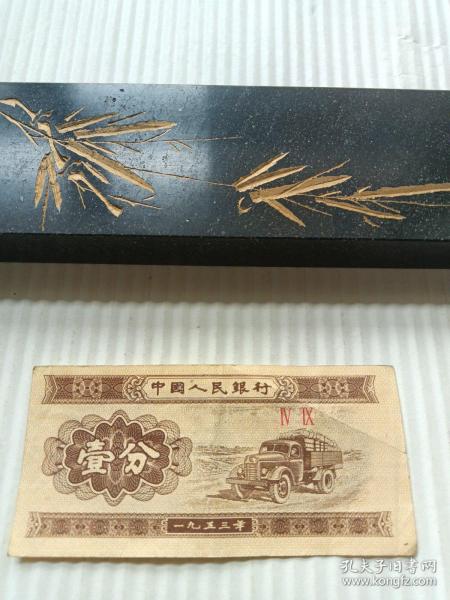 中國人民銀行
IV IX
壹分
一九五三年
孔夫子旧书网
www.kongfz.com